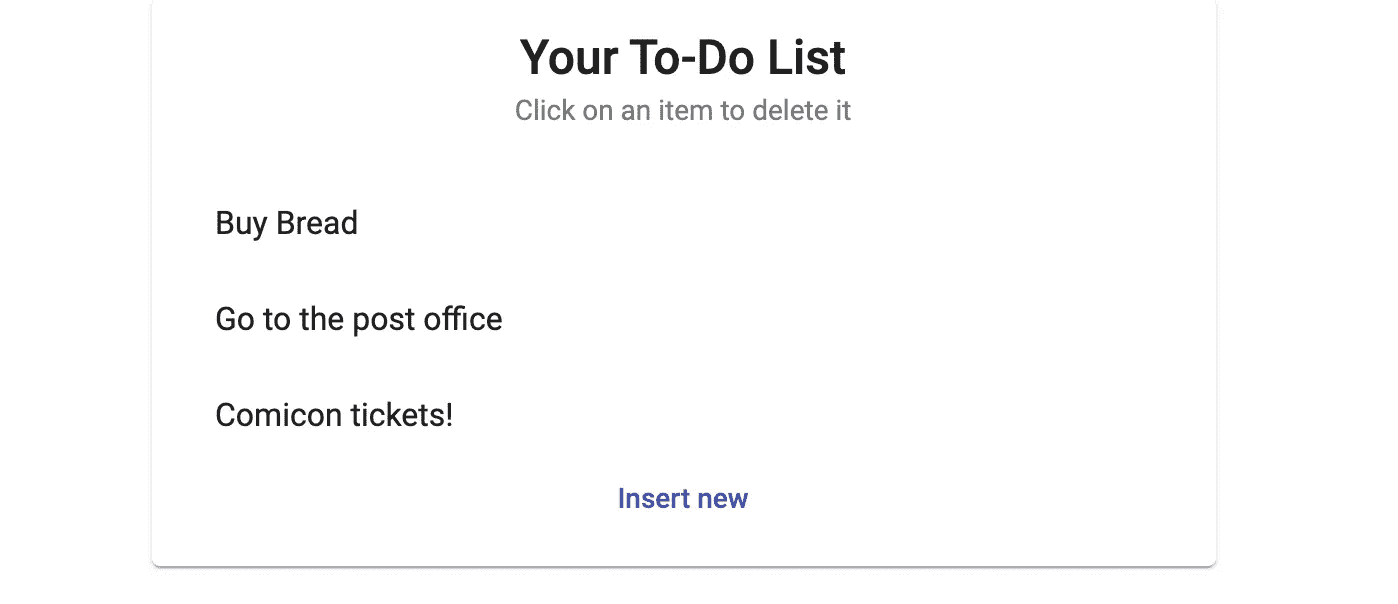 Your To-Do List
Click on an item to delete it
Buy Bread
Go to the post office
Comicon tickets!
Insert new